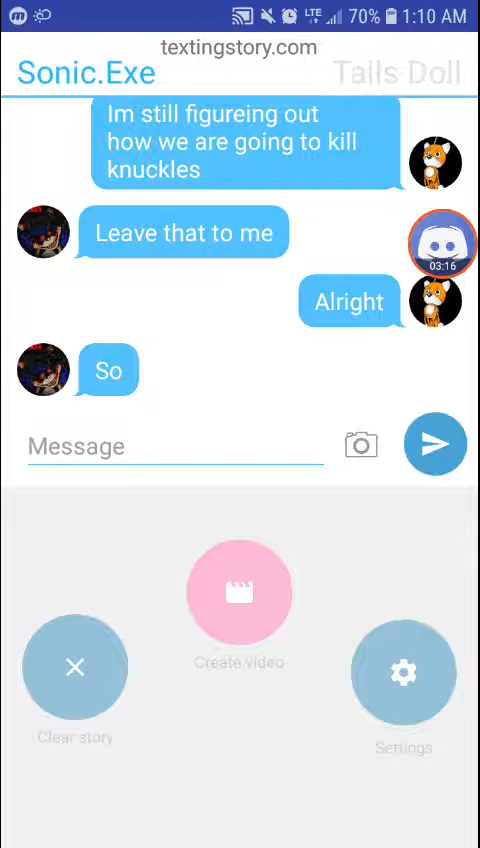 LTE 70% 1:10 AM
textingstory.com
Sonic.Exe Tails Doll
Im still figureing out
how we are going to kill
knuckles
Leave that to me
03:16
Alright
So
Message
Create video
Clear story
Settings